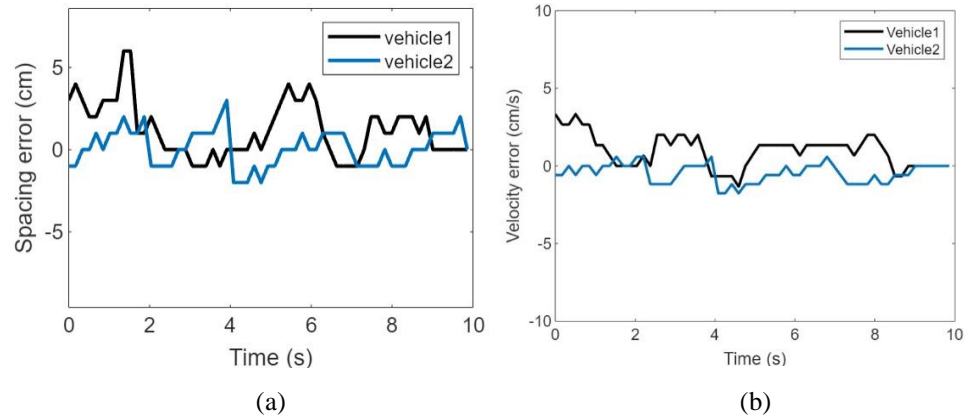 vehicle1
vehicle2
Spacing error (cm)
5
0
-5
0 2 4 6 8 10
Time (s)
(a)
Vehicle1
Vehicle2
Velocity error (cm/s)
10
5
0
-5
-10
0 2 4 6 8 10
Time (s)
(b)